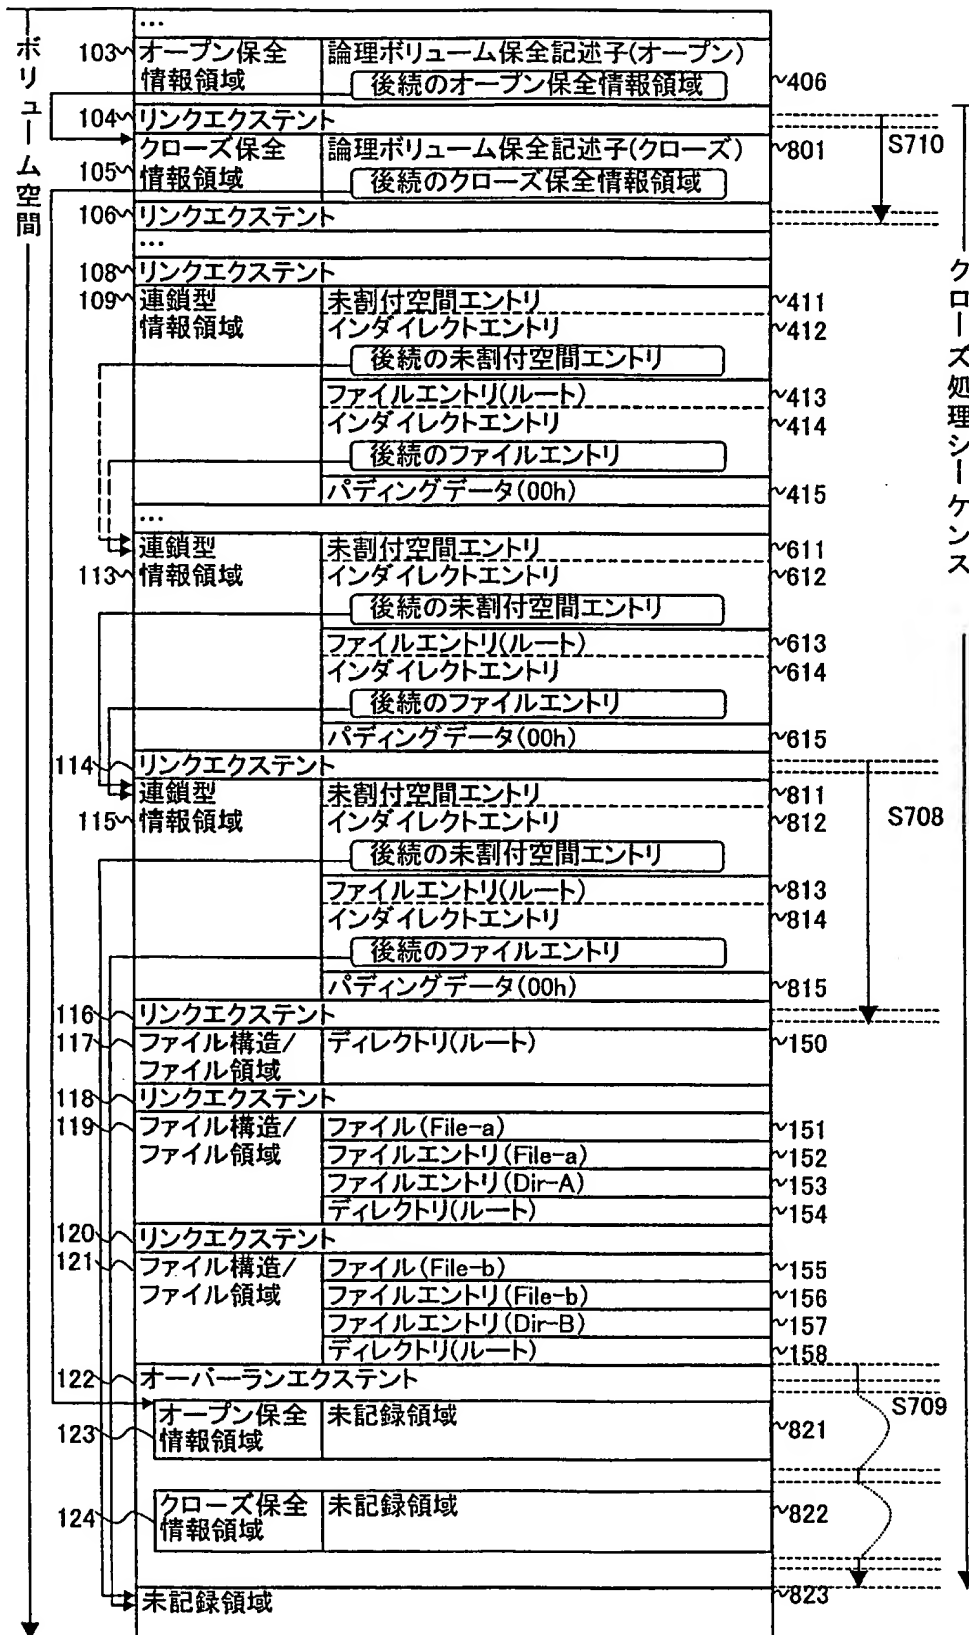 ボリューム空間
…
103 オープン保全情報領域 論理ボリューム保全記述子(オープン)
後続のオープン保全情報領域 406
104 リンクエクステント
105 クローズ保全情報領域 論理ボリューム保全記述子(クローズ) 801
後続のクローズ保全情報領域
S710
106 リンクエクステント
…
108 リンクエクステント
109 連鎖型情報領域 未割付空間エントリ 411
インダイレクトエントリ 412
後続の未割付空間エントリ
ファイルエントリ(ルート) 413
インダイレクトエントリ 414
後続のファイルエントリ
パディングデータ(00h) 415
…
113 連鎖型情報領域 未割付空間エントリ 611
インダイレクトエントリ 612
後続の未割付空間エントリ
ファイルエントリ(ルート) 613
インダイレクトエントリ 614
後続のファイルエントリ
パディングデータ(00h) 615
114 リンクエクステント
115 連鎖型情報領域 未割付空間エントリ 811
インダイレクトエントリ 812
S708
後続の未割付空間エントリ
ファイルエントリ(ルート) 813
インダイレクトエントリ 814
後続のファイルエントリ
パディングデータ(00h) 815
116 リンクエクステント
117 ファイル構造/ファイル領域 ディレクトリ(ルート) 150
118 リンクエクステント
119 ファイル構造/ファイル領域 ファイル(File-a) 151
ファイルエントリ(File-a) 152
ファイルエントリ(Dir-A) 153
ディレクトリ(ルート) 154
120 リンクエクステント
121 ファイル構造/ファイル領域 ファイル(File-b) 155
ファイルエントリ(File-b) 156
ファイルエントリ(Dir-B) 157
ディレクトリ(ルート) 158
122 オーバーランエクステント
123 オープン保全情報領域 未記録領域 821
S709
124 クローズ保全情報領域 未記録領域 822
未記録領域 823
クローズ処理シーケンス